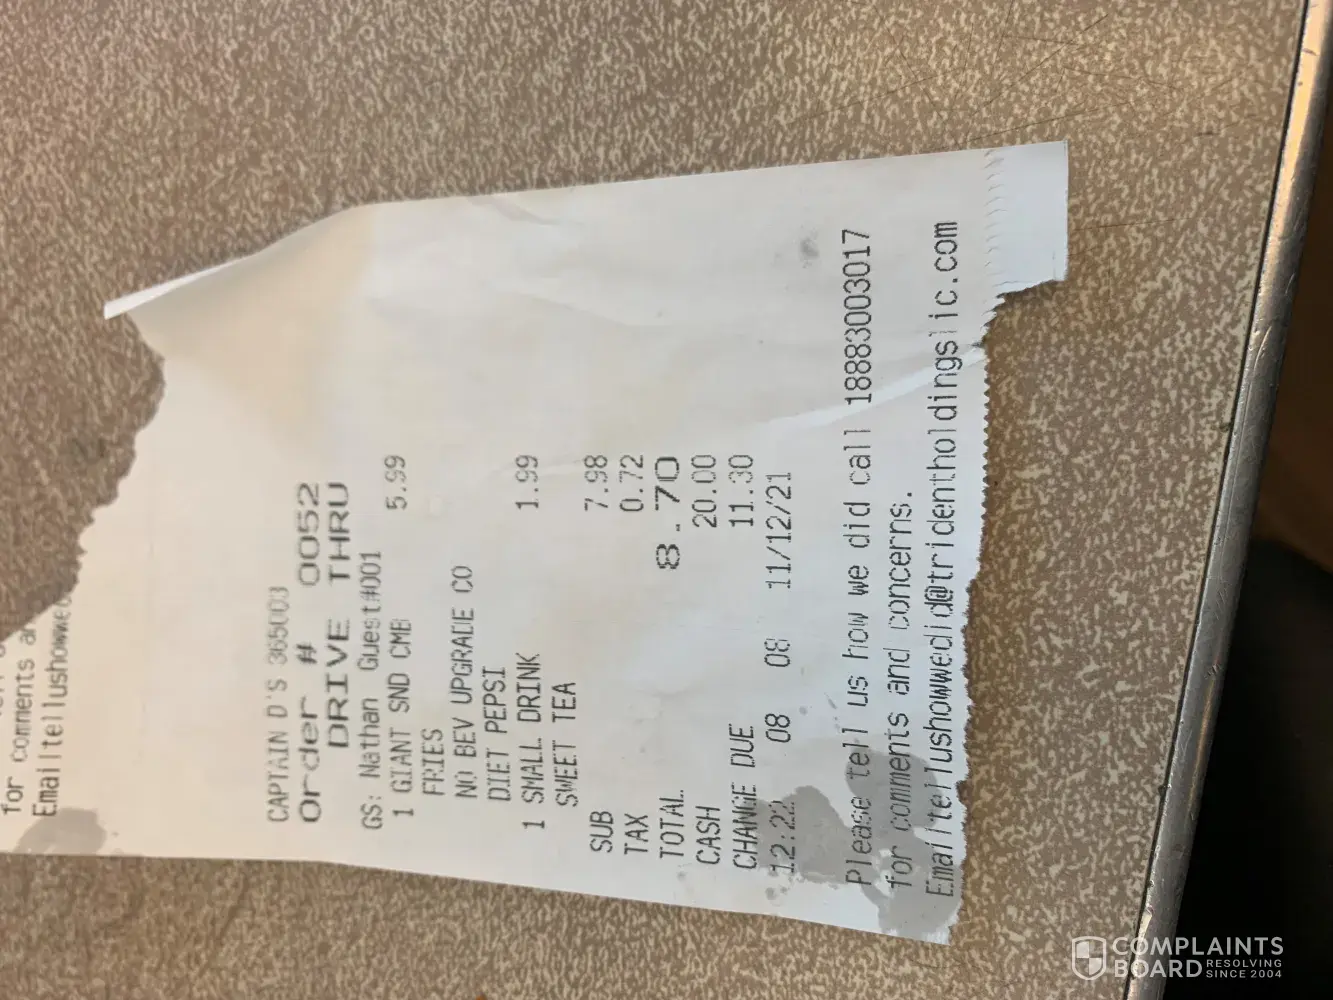 for comments a
Emailtellushowwe
CAPTAIN D'S 365003
Order # 0052
DRIVE THRU
GS: Nathan Guest#001
1 GIANT SND CMB 5.99
FRIES
NO BEV UPGRADE CO
DIET PEPSI
1 SMALL DRINK 1.99
SWEET TEA
SUB 7.98
TAX 0.72
TOTAL 8.70
CASH 20.00
CHANGE DUE 11.30
12:22 08 08 11/12/21
Please tell us how we did call 18883003017
for comments and concerns.
Emailtellushowwedid@tridentholdingslic.com
COMPLAINTS
BOARD RESOLVING
SINCE 2004